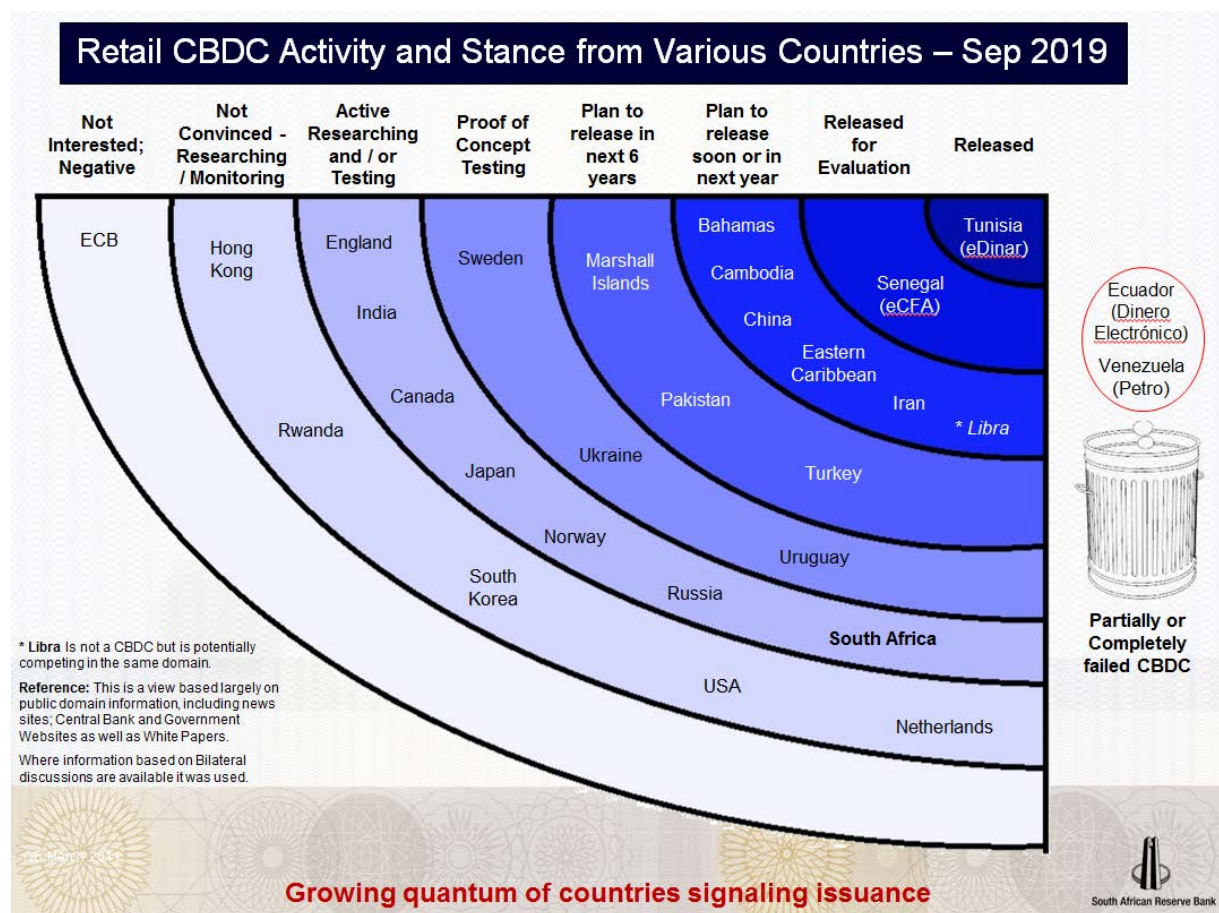 Retail CBDC Activity and Stance from Various Countries – Sep 2019
Not
Interested;
Negative
Not
Convinced -
Researching
/ Monitoring
Active
Researching
and / or
Testing
Proof of
Concept
Testing
Plan to
release in
next 6
years
Plan to
release
soon or in
next year
Released
for
Evaluation
Released
ECB
Hong
Kong
Rwanda
South
Korea
USA
Netherlands
England
India
Canada
Japan
Norway
Russia
South Africa
Sweden
Ukraine
Uruguay
Marshall
Islands
Pakistan
Turkey
Bahamas
Cambodia
China
Eastern
Caribbean
Iran
* Libra
Senegal
(eCFA)
Tunisia
(eDinar)
Ecuador
(Dinero
Electrónico)
Venezuela
(Petro)
Partially or
Completely
failed CBDC
* Libra Is not a CBDC but is potentially
competing in the same domain.
Reference: This is a view based largely on
public domain information, including news
sites; Central Bank and Government
Websites as well as White Papers.
Where information based on Bilateral
discussions are available it was used.
Growing quantum of countries signaling issuance
South African Reserve Bank